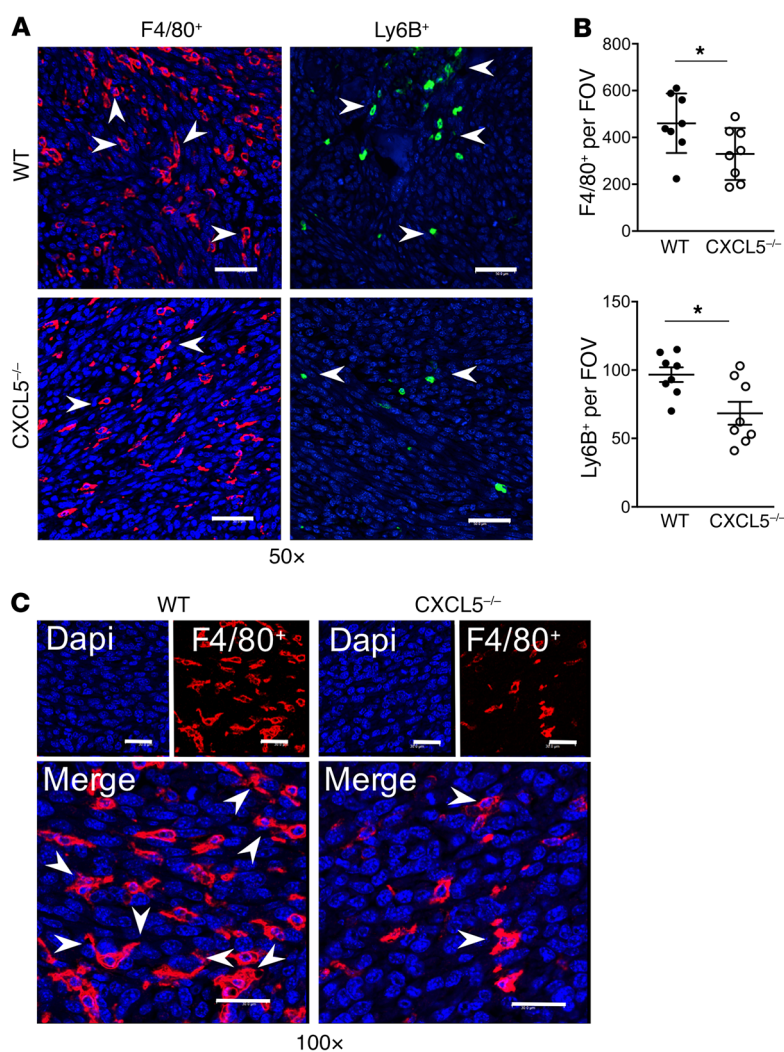 A
F4/80⁺
Ly6B⁺
WT
CXCL5⁻/⁻
50×
B
F4/80⁺ per FOV
800
600
400
200
0
*
WT
CXCL5⁻/⁻
Ly6B⁺ per FOV
150
100
50
0
*
WT
CXCL5⁻/⁻
C
WT
CXCL5⁻/⁻
Dapi
F4/80⁺
Dapi
F4/80⁺
Merge
Merge
100×